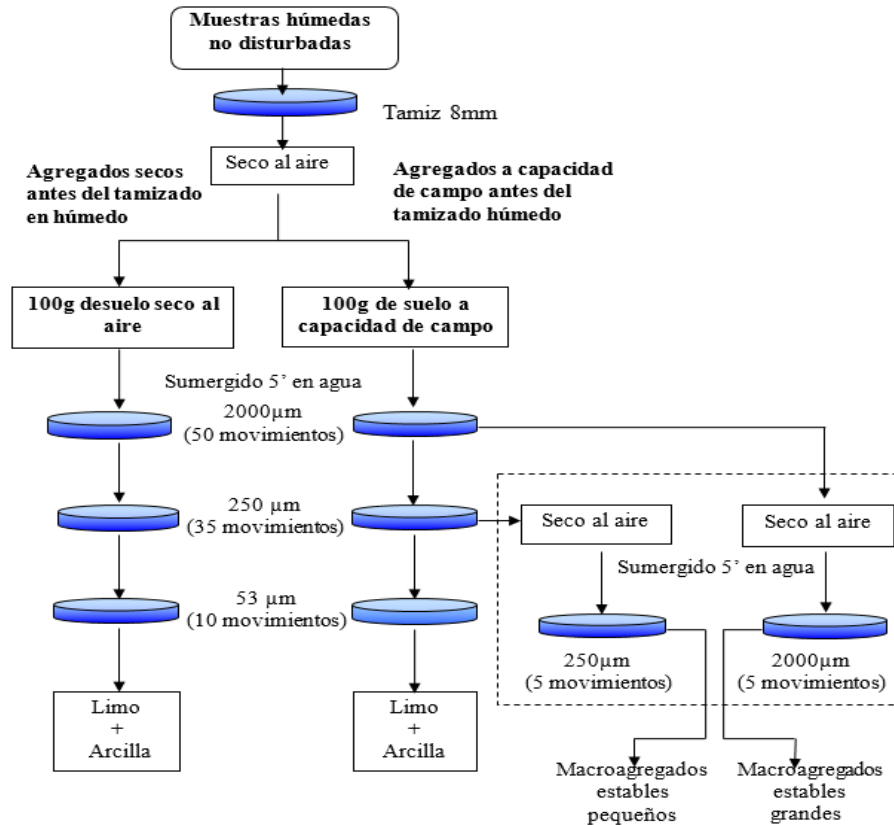 Muestras húmedas
no disturbadas
Tamiz 8mm
Seco al aire
Agregados secos
antes del tamizado
en húmedo
Agregados a capacidad
de campo antes del
tamizado húmedo
100g desuelo seco al
aire
100g de suelo a
capacidad de campo
Sumergido 5’ en agua
2000µm
(50 movimientos)
250 µm
(35 movimientos)
53 µm
(10 movimientos)
Limo
+
Arcilla
Limo
+
Arcilla
Seco al aire
Seco al aire
Sumergido 5’ en agua
250µm
(5 movimientos)
2000µm
(5 movimientos)
Macroagregados
estables
pequeños
Macroagregados
estables
grandes